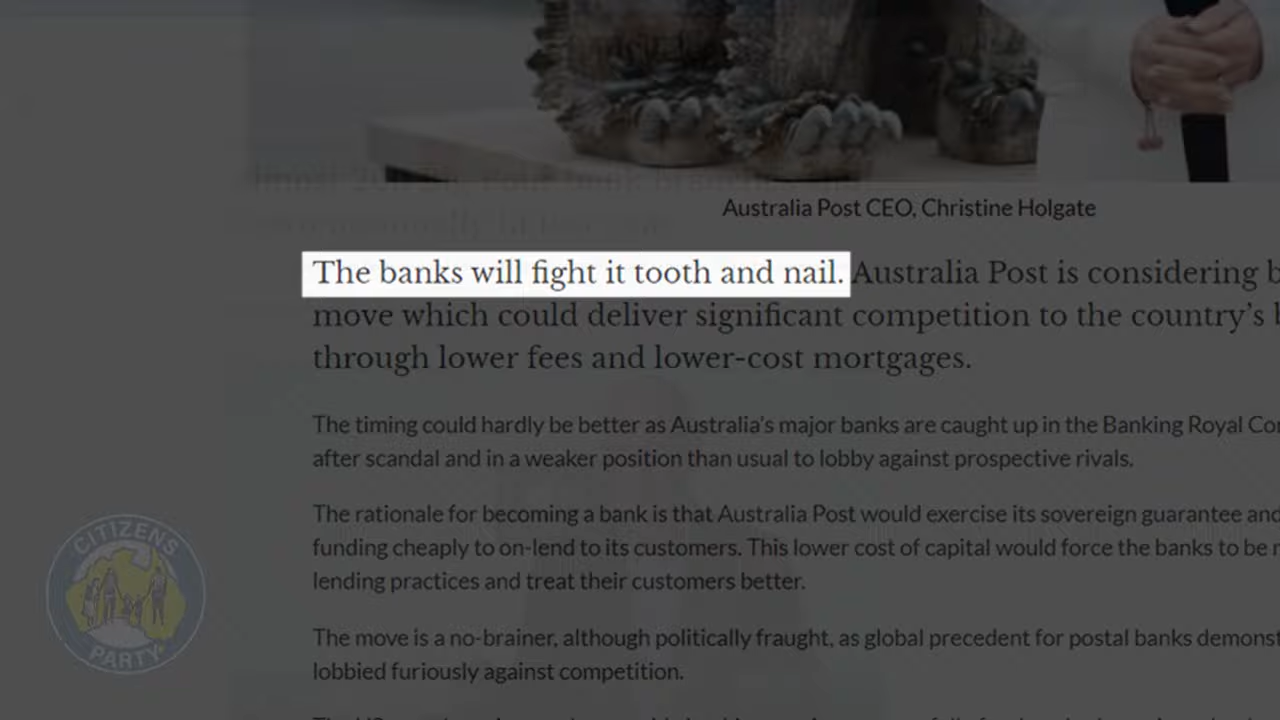 Australia Post CEO, Christine Holgate
The banks will fight it tooth and nail. Australia Post is considering
move which could deliver significant competition to the country's
through lower fees and lower-cost mortgages.
The timing could hardly be better as Australia's major banks are caught up in the Banking Royal
after scandal and in a weaker position than usual to lobby against prospective rivals.
The rationale for becoming a bank is that Australia Post would exercise its sovereign guarantee and
funding cheaply to on-lend to its customers. This lower cost of capital would force the banks to be
lending practices and treat their customers better.
The move is a no-brainer, although politically fraught, as global precedent for postal banks
lobbied furiously against competition.
CITIZENS
PARTY